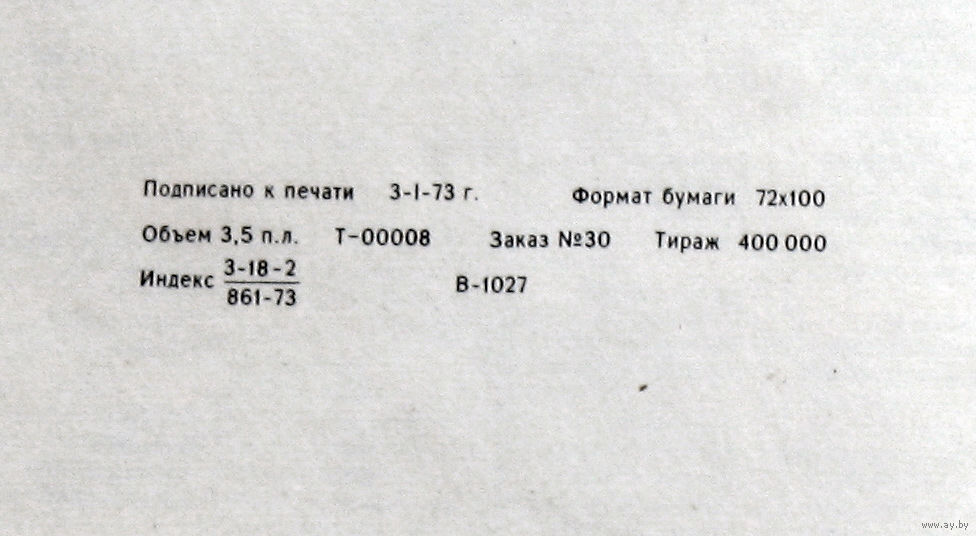 Подписано к печати 3-I-73 г. Формат бумаги 72х100
Объем 3,5 п.л. Т-00008 Заказ №30 Тираж 400 000
Индекс 3-18-2
861-73 В-1027
www.ay.by